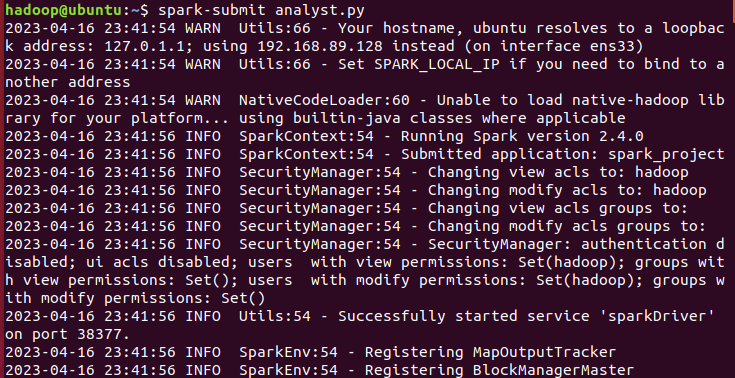 hadoop@ubuntu:~$ spark-submit analyst.py
2023-04-16 23:41:54 WARN  Utils:66 - Your hostname, ubuntu resolves to a loopbac
k address: 127.0.1.1; using 192.168.89.128 instead (on interface ens33)
2023-04-16 23:41:54 WARN  Utils:66 - Set SPARK_LOCAL_IP if you need to bind to a
nother address
2023-04-16 23:41:54 WARN  NativeCodeLoader:60 - Unable to load native-hadoop lib
rary for your platform... using builtin-java classes where applicable
2023-04-16 23:41:56 INFO  SparkContext:54 - Running Spark version 2.4.0
2023-04-16 23:41:56 INFO  SparkContext:54 - Submitted application: spark_project
2023-04-16 23:41:56 INFO  SecurityManager:54 - Changing view acls to: hadoop
2023-04-16 23:41:56 INFO  SecurityManager:54 - Changing modify acls to: hadoop
2023-04-16 23:41:56 INFO  SecurityManager:54 - Changing view acls groups to:
2023-04-16 23:41:56 INFO  SecurityManager:54 - Changing modify acls groups to:
2023-04-16 23:41:56 INFO  SecurityManager:54 - SecurityManager: authentication d
isabled; ui acls disabled; users  with view permissions: Set(hadoop); groups wit
h view permissions: Set(); users  with modify permissions: Set(hadoop); groups w
ith modify permissions: Set()
2023-04-16 23:41:56 INFO  Utils:54 - Successfully started service 'sparkDriver'
on port 38377.
2023-04-16 23:41:56 INFO  SparkEnv:54 - Registering MapOutputTracker
2023-04-16 23:41:56 INFO  SparkEnv:54 - Registering BlockManagerMaster